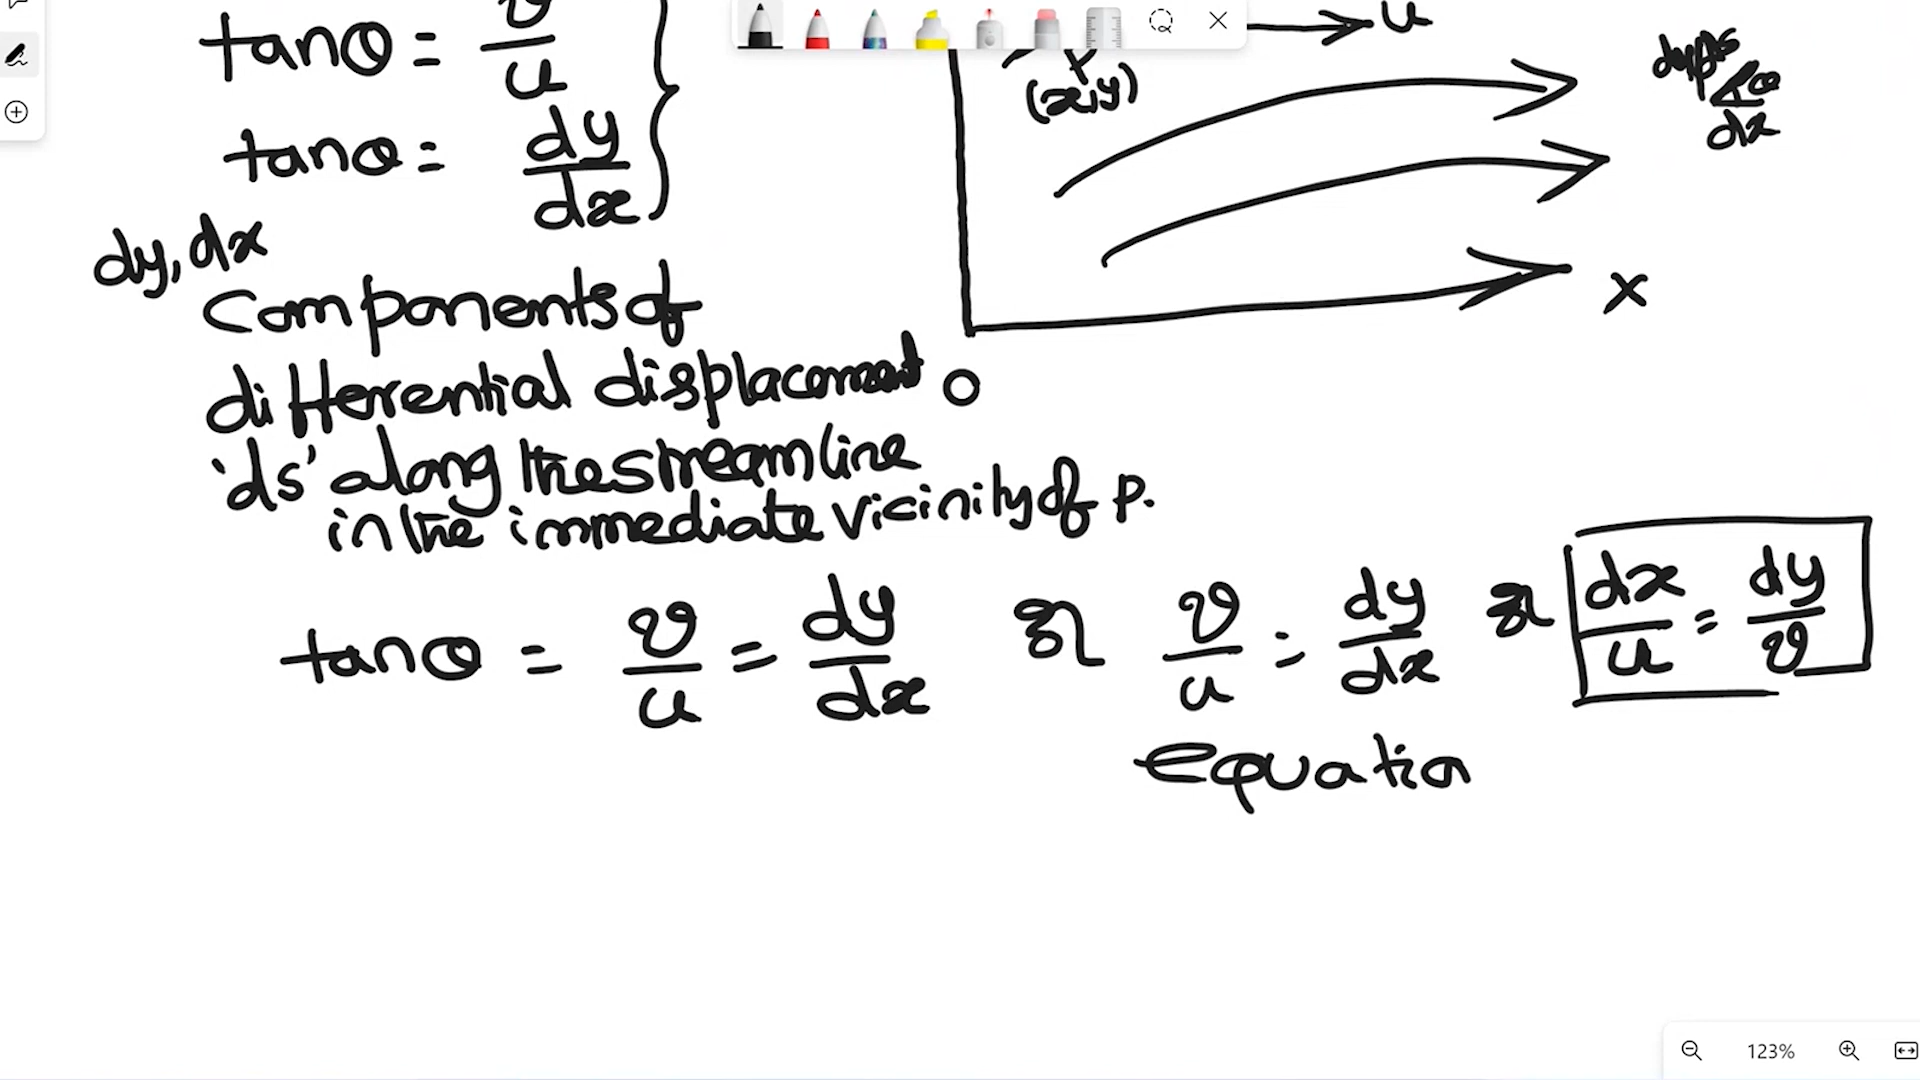 tanθ = v/u
u
(x,y)
ds
dy
dx
tanθ = dy/dx
dy, dx
Components of
x
differential displacement
o
'ds' along the streamline
in the immediate vicinity of p.
tanθ = v/u = dy/dx or v/u = dy/dx or dx/u = dy/v
equation
123%